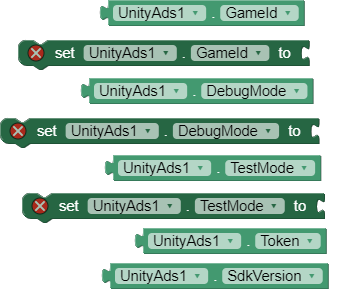 UnityAds1 . GameId
set UnityAds1 . GameId to
UnityAds1 . DebugMode
set UnityAds1 . DebugMode to
UnityAds1 . TestMode
set UnityAds1 . TestMode to
UnityAds1 . Token
UnityAds1 . SdkVersion